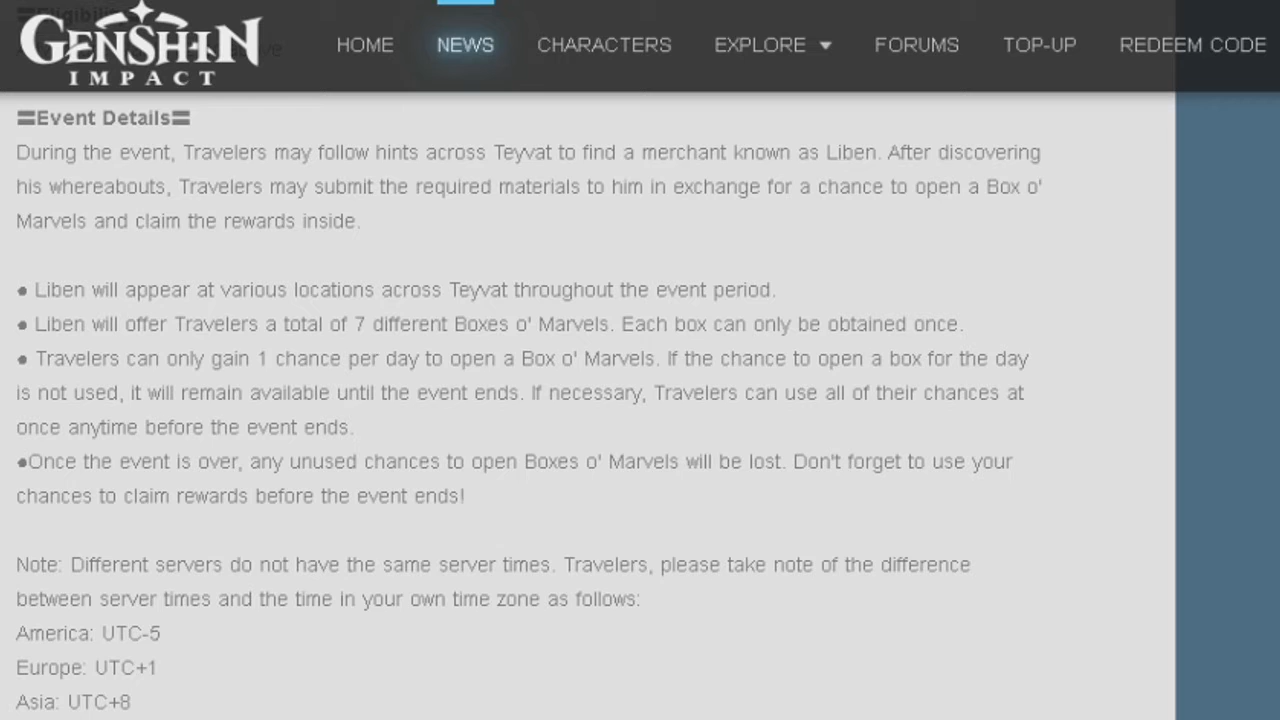 GENSHIN
IMPACT
HOME NEWS CHARACTERS EXPLORE FORUMS TOP-UP REDEEM CODE
〓Event Details〓
During the event, Travelers may follow hints across Teyvat to find a merchant known as Liben. After discovering
his whereabouts, Travelers may submit the required materials to him in exchange for a chance to open a Box o'
Marvels and claim the rewards inside.
● Liben will appear at various locations across Teyvat throughout the event period.
● Liben will offer Travelers a total of 7 different Boxes o' Marvels. Each box can only be obtained once.
● Travelers can only gain 1 chance per day to open a Box o' Marvels. If the chance to open a box for the day
is not used, it will remain available until the event ends. If necessary, Travelers can use all of their chances at
once anytime before the event ends.
●Once the event is over, any unused chances to open Boxes o' Marvels will be lost. Don't forget to use your
chances to claim rewards before the event ends!
Note: Different servers do not have the same server times. Travelers, please take note of the difference
between server times and the time in your own time zone as follows:
America: UTC-5
Europe: UTC+1
Asia: UTC+8